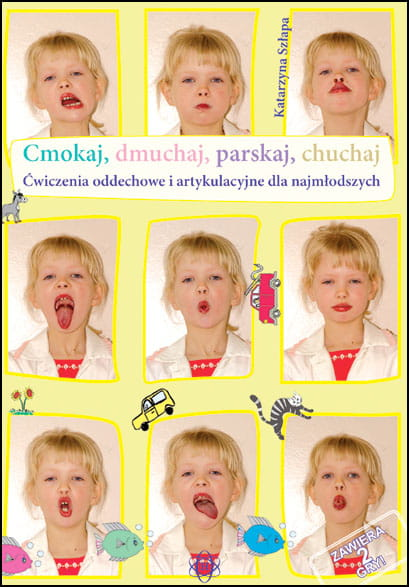 Katarzyna Szłapa
Cmokaj, dmuchaj, parskaj, chuchaj
Ćwiczenia oddechowe i artykulacyjne dla najmłodszych
ZAWIERA
2
GRY!